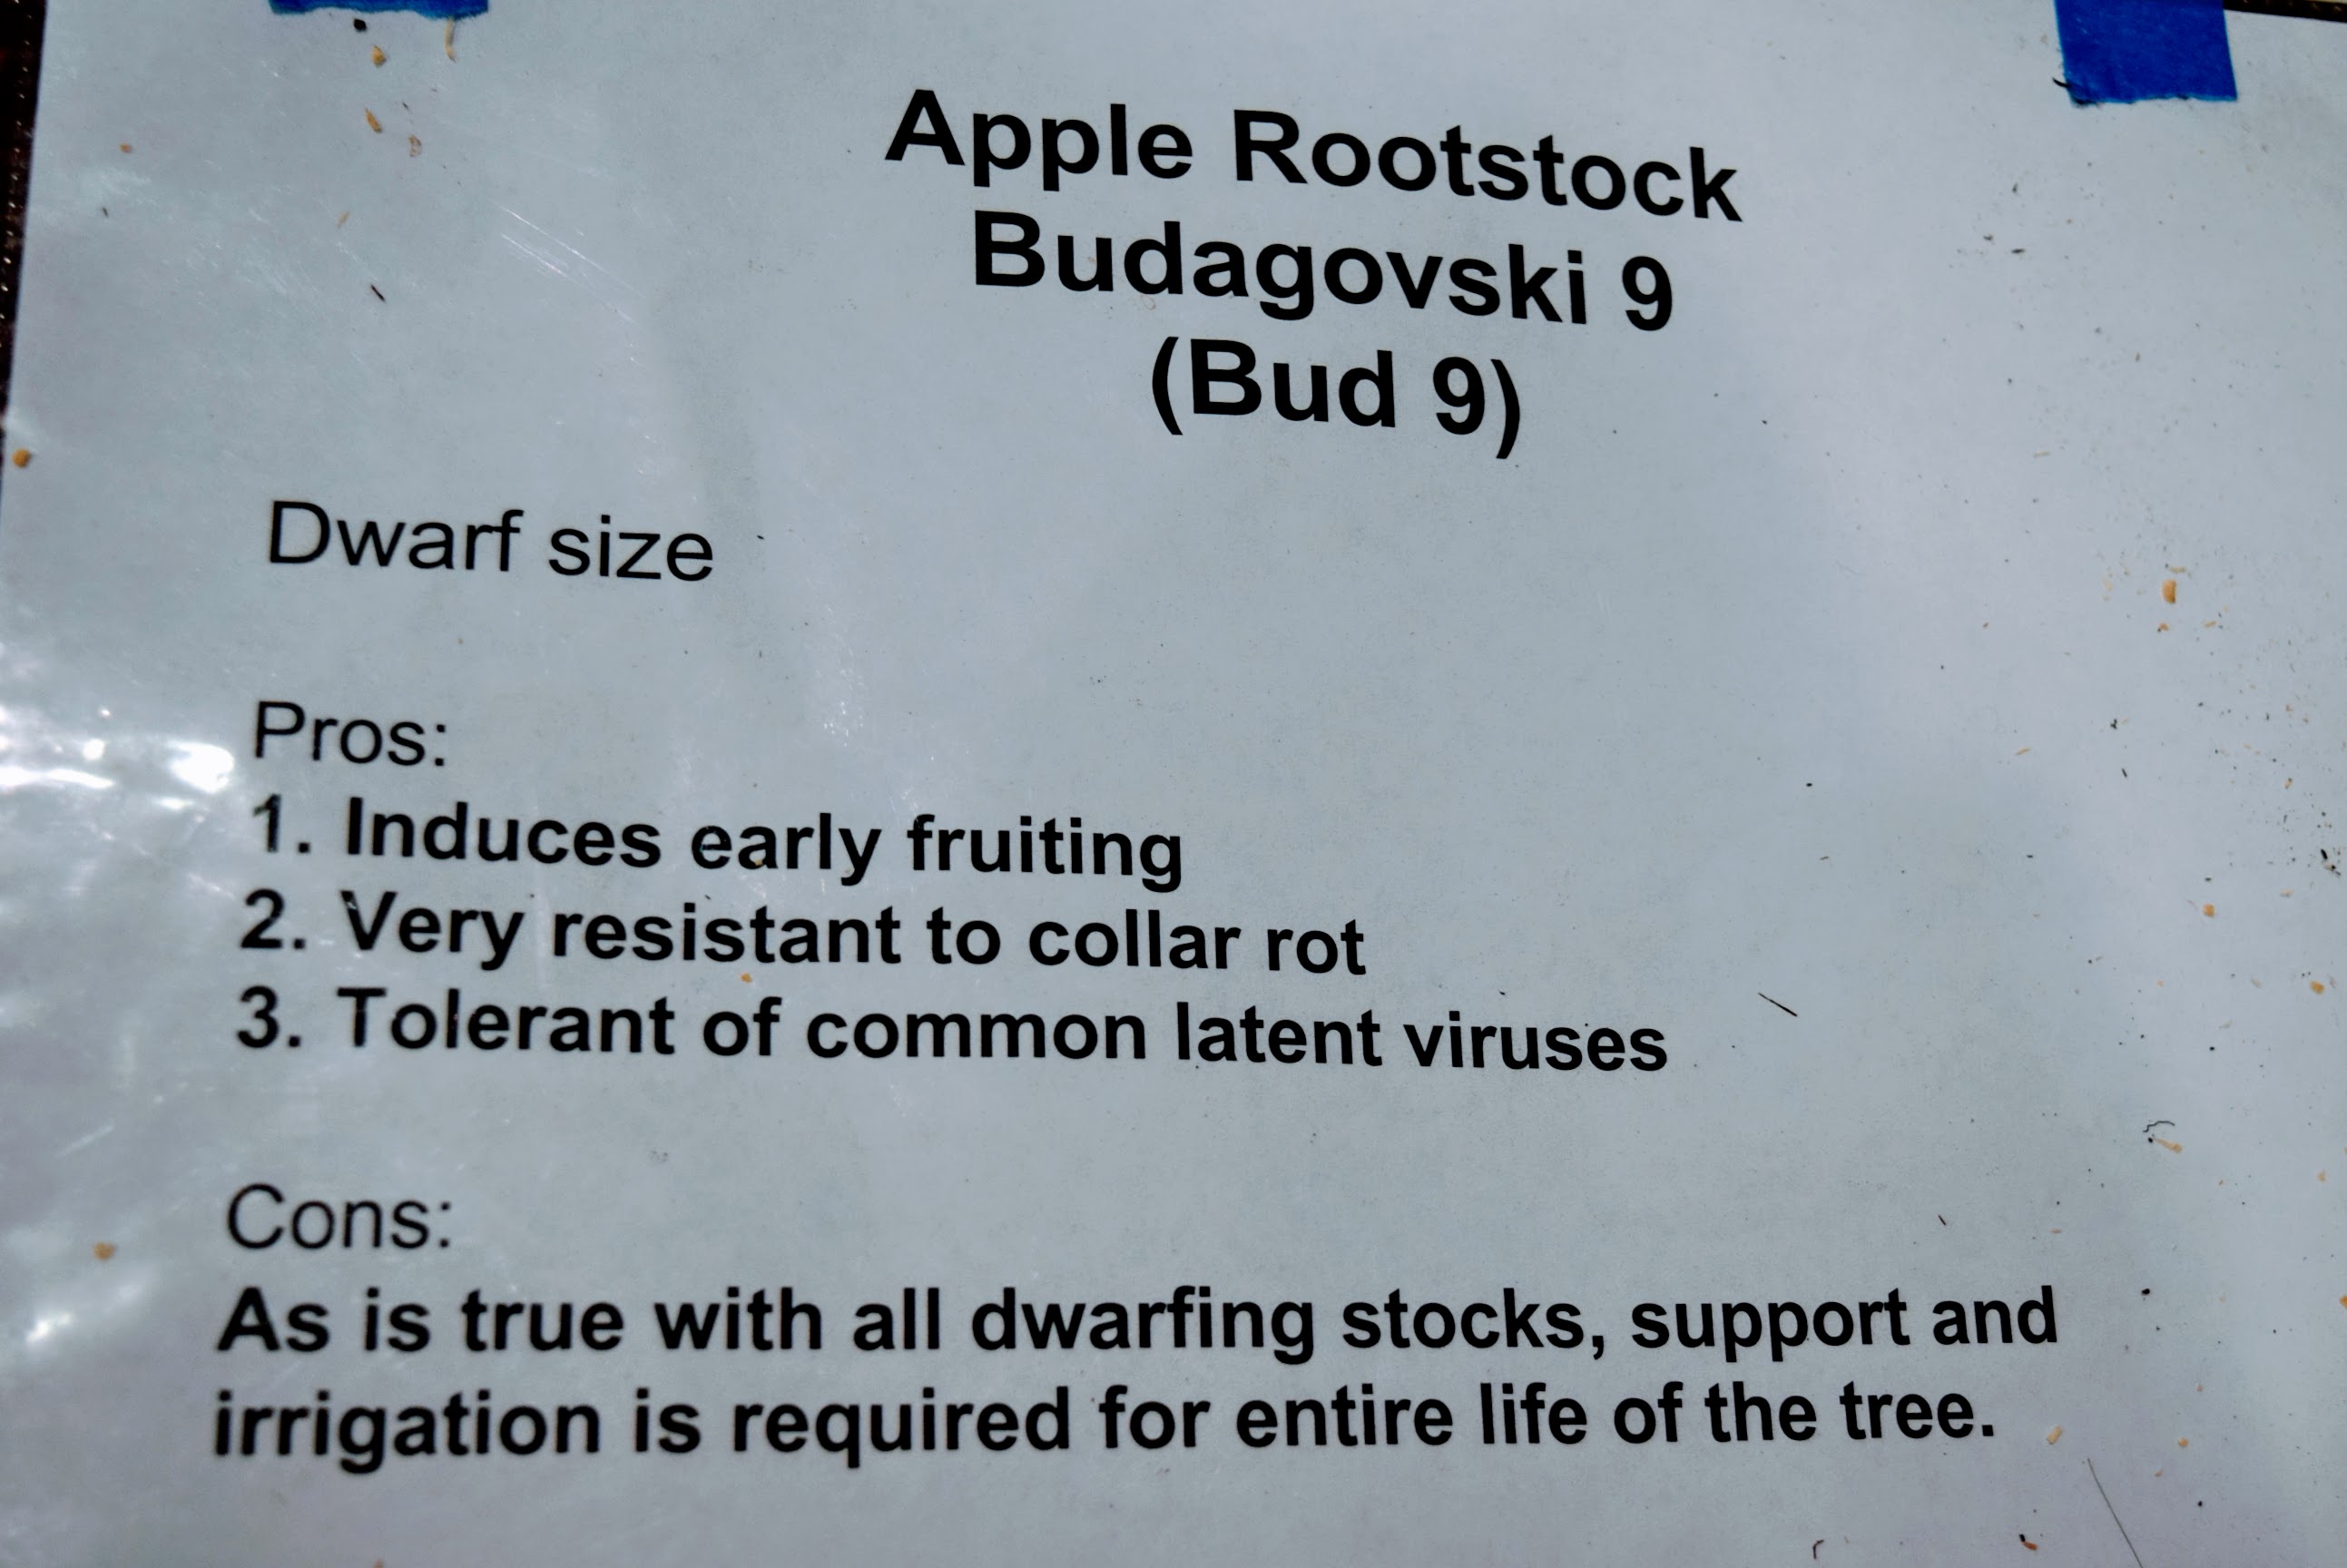 Apple Rootstock
Budagovski 9
(Bud 9)
Dwarf size
Pros:
1. Induces early fruiting
2. Very resistant to collar rot
3. Tolerant of common latent viruses
Cons:
As is true with all dwarfing stocks, support and
irrigation is required for entire life of the tree.